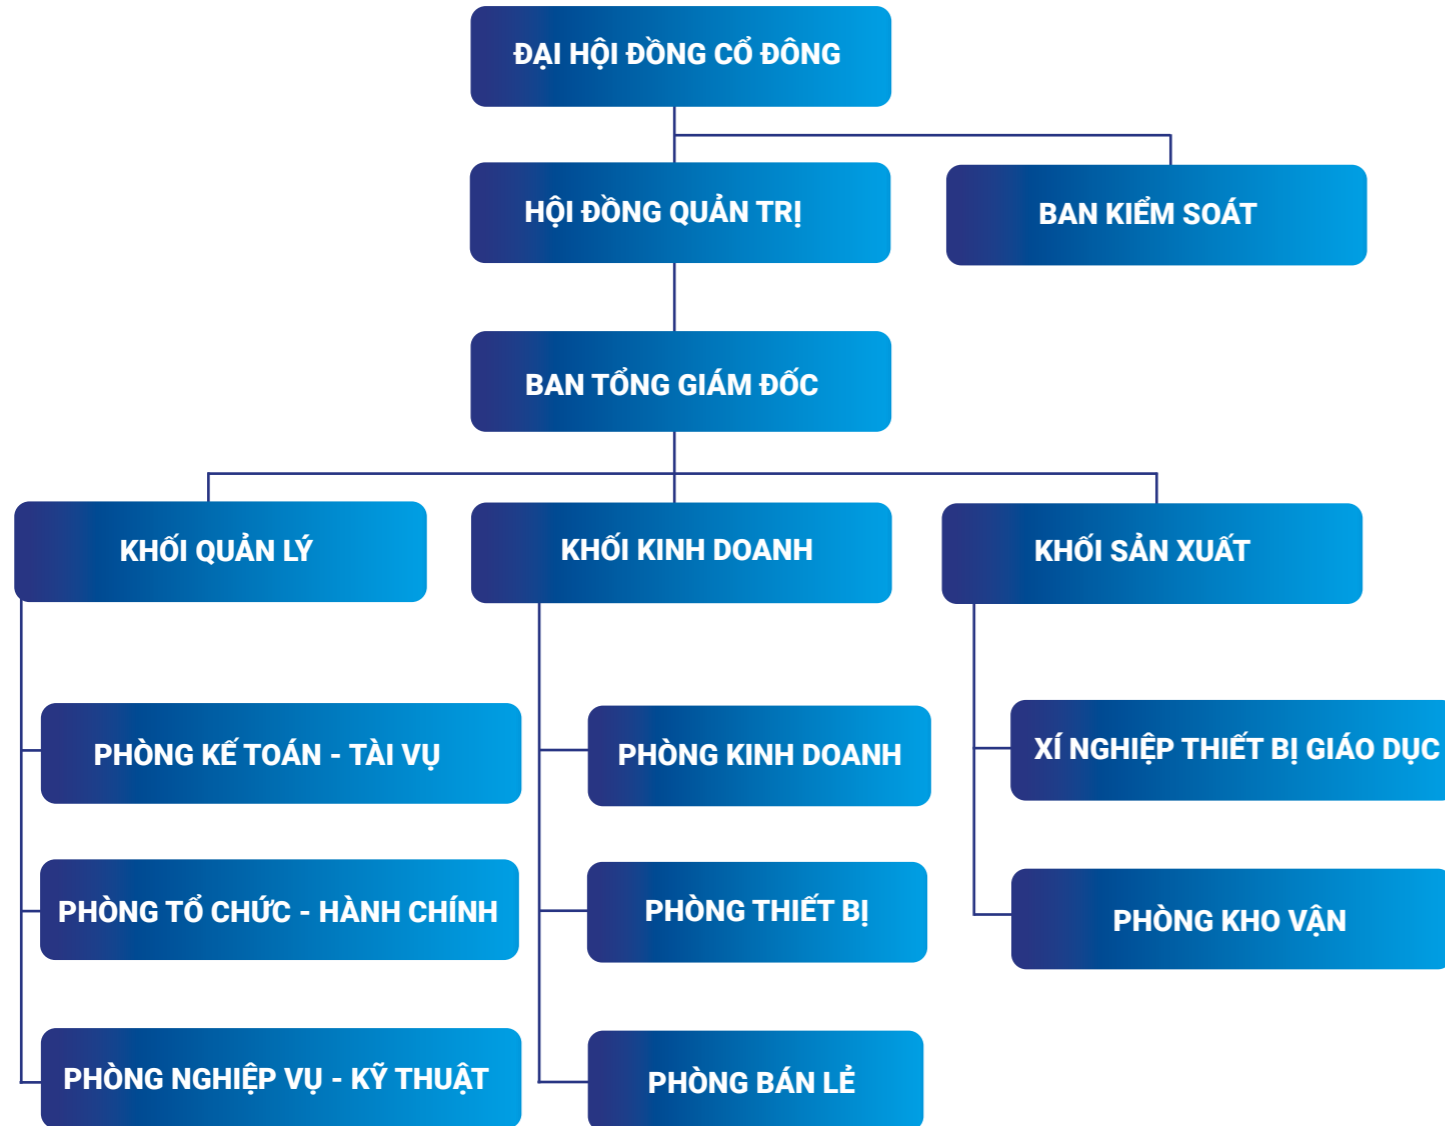 ĐẠI HỘI ĐỒNG CỔ ĐÔNG
HỘI ĐỒNG QUẢN TRỊ
BAN KIỂM SOÁT
BAN TỔNG GIÁM ĐỐC
KHỐI QUẢN LÝ
KHỐI KINH DOANH
KHỐI SẢN XUẤT
PHÒNG KẾ TOÁN - TÀI VỤ
PHÒNG KINH DOANH
XÍ NGHIỆP THIẾT BỊ GIÁO DỤC
PHÒNG TỔ CHỨC - HÀNH CHÍNH
PHÒNG THIẾT BỊ
PHÒNG KHO VẬN
PHÒNG NGHIỆP VỤ - KỸ THUẬT
PHÒNG BÁN LẺ